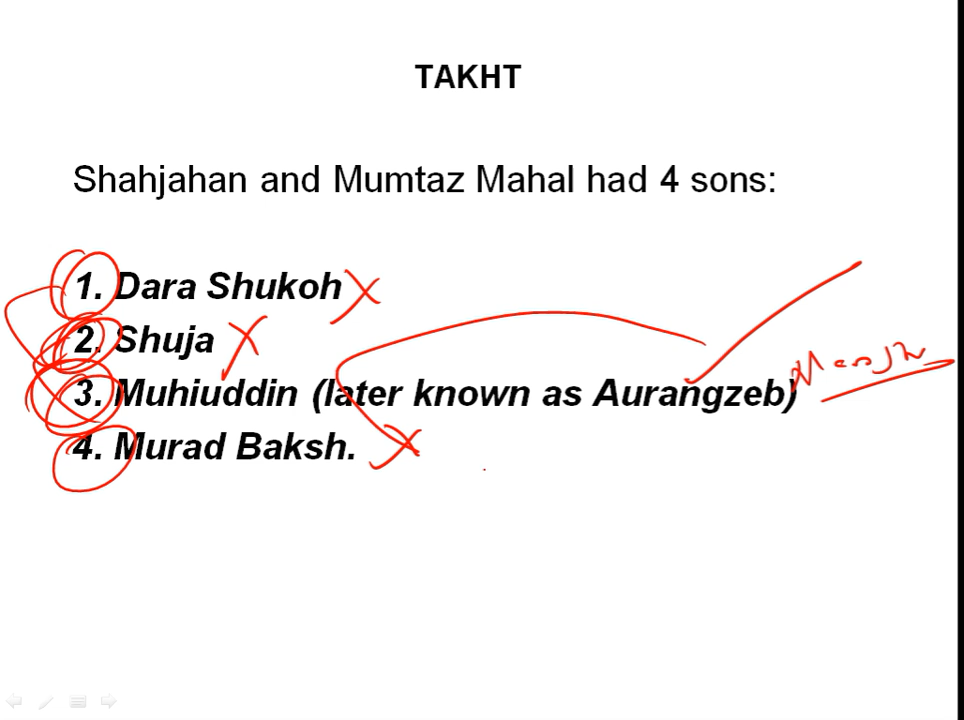 TAKHT
Shahjahan and Mumtaz Mahal had 4 sons:
1. Dara Shukoh
2. Shuja
3. Muhiuddin (later known as Aurangzeb)
4. Murad Baksh.